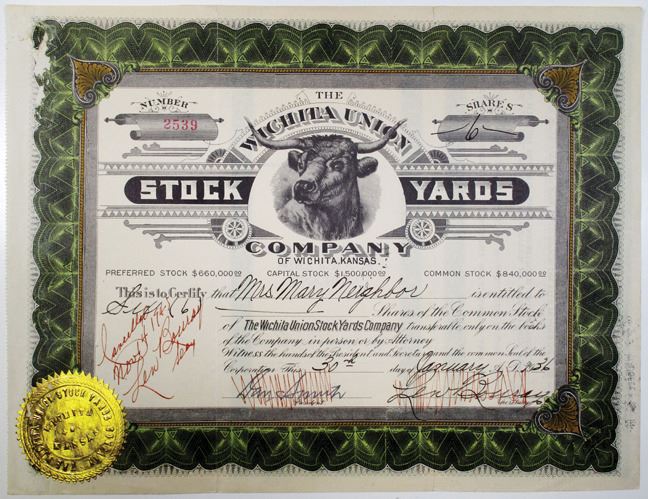 NUMBER
2539
THE
WICHITA UNION
SHARES
6
STOCK YARDS
COMPANY
OF WICHITA, KANSAS.
PREFERRED STOCK $660,000.00 CAPITAL STOCK $1,500,000.00 COMMON STOCK $840,000.00
This is to Certify that Mrs Mary Neighbor is entitled to
Six (6) Shares of the Common Stock
of The Wichita Union Stock Yards Company transferable only on the books
of the Company in person or by Attorney
Witness the hands of the President and Secretary and the common Seal of the
Corporation This 30th day of January A.D. 1936
Cancelled
Secy